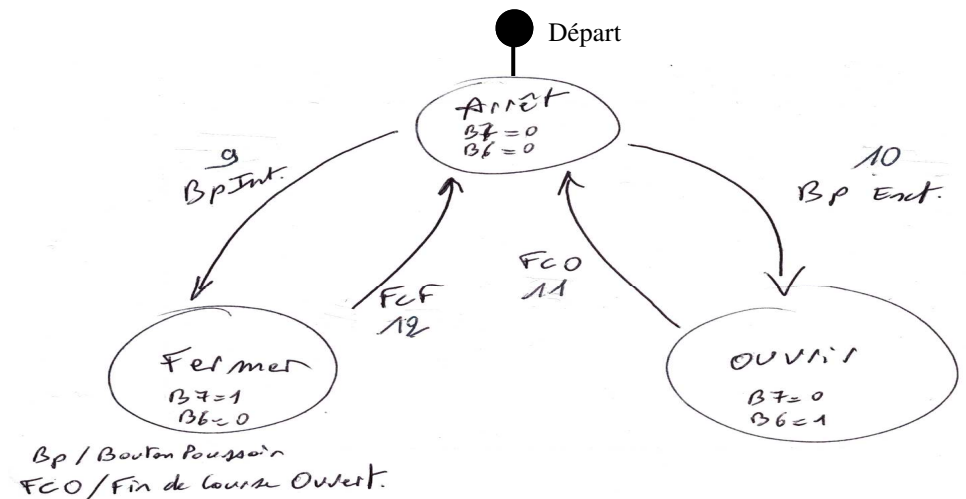 Départ
Arrêt
B7=0
B6=0
9
Bp Int.
10
Bp Ext.
FcF
12
FcO
11
Fermer
B7=1
B6=0
Ouvrir
B7=0
B6=1
Bp / Bouton Poussoir
FCO / Fin de Course Ouvert.